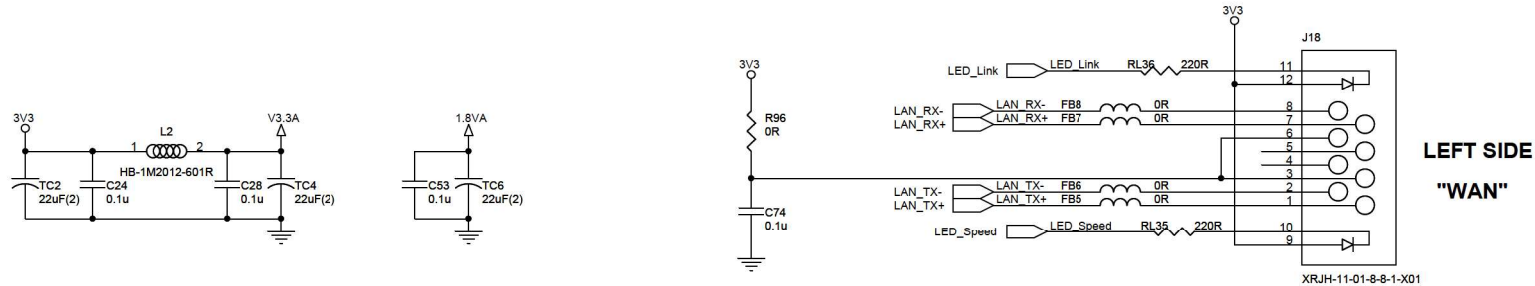 3V3
L2
1
2
HB-1M2012-601R
V3.3A
TC2
22uF(2)
C24
0.1u
C28
0.1u
TC4
22uF(2)
1.8VA
C53
0.1u
TC6
22uF(2)
3V3
R96
0R
C74
0.1u
3V3
J18
LED_Link
LED_Link
RL36
220R
11
12
LAN_RX-
LAN_RX-
FB8
0R
8
LAN_RX+
LAN_RX+
FB7
0R
7
6
5
4
3
LAN_TX-
LAN_TX-
FB6
0R
2
LAN_TX+
LAN_TX+
FB5
0R
1
LED_Speed
LED_Speed
RL35
220R
10
9
XRJH-11-01-8-8-1-X01
LEFT SIDE
"WAN"